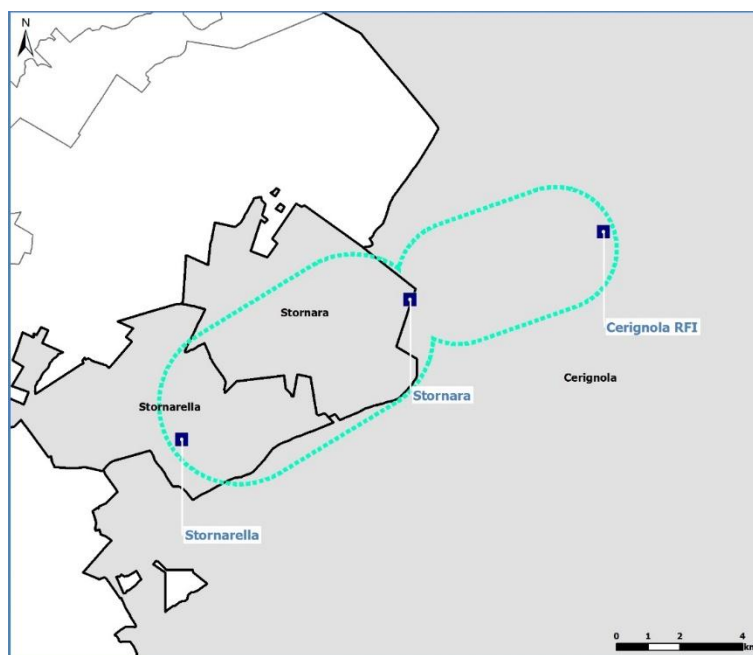 N
Stornara
Cerignola RFI
Cerignola
Stornara
Stornarella
Stornarella
0 1 2 4
km